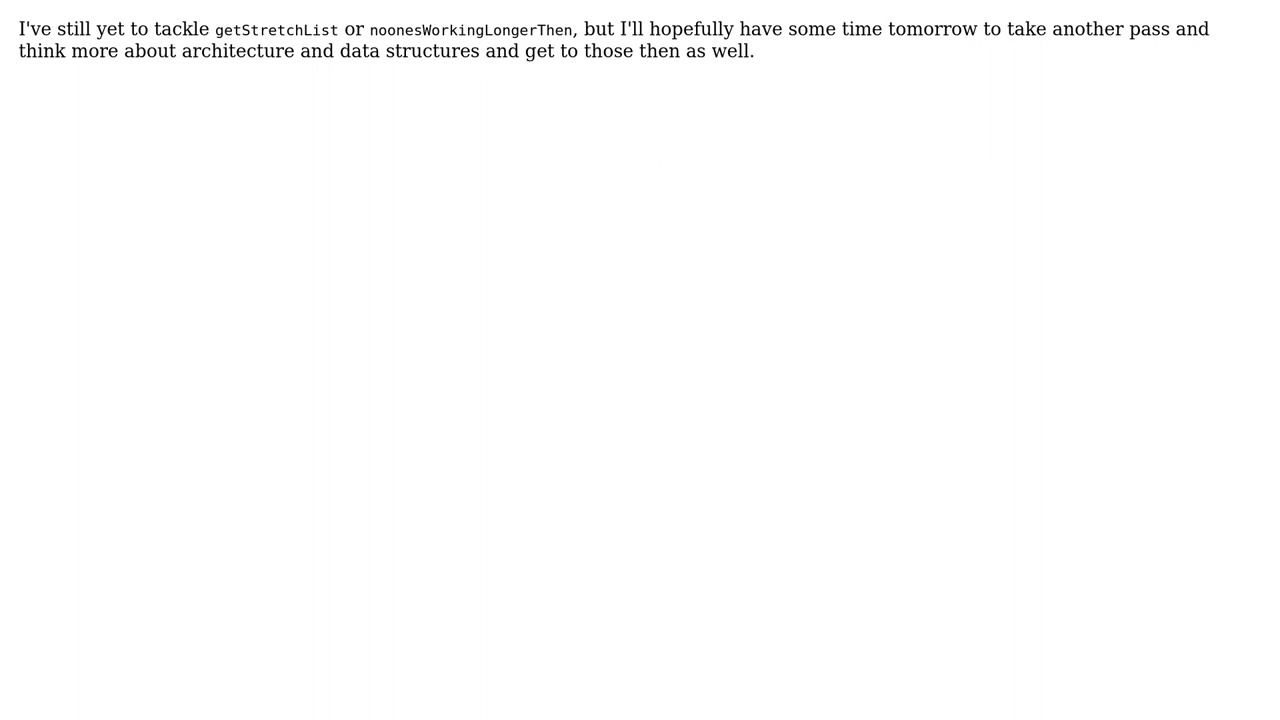 I've still yet to tackle getStretchList or noonesWorkingLongerThen, but I'll hopefully have some time tomorrow to take another pass and
think more about architecture and data structures and get to those then as well.